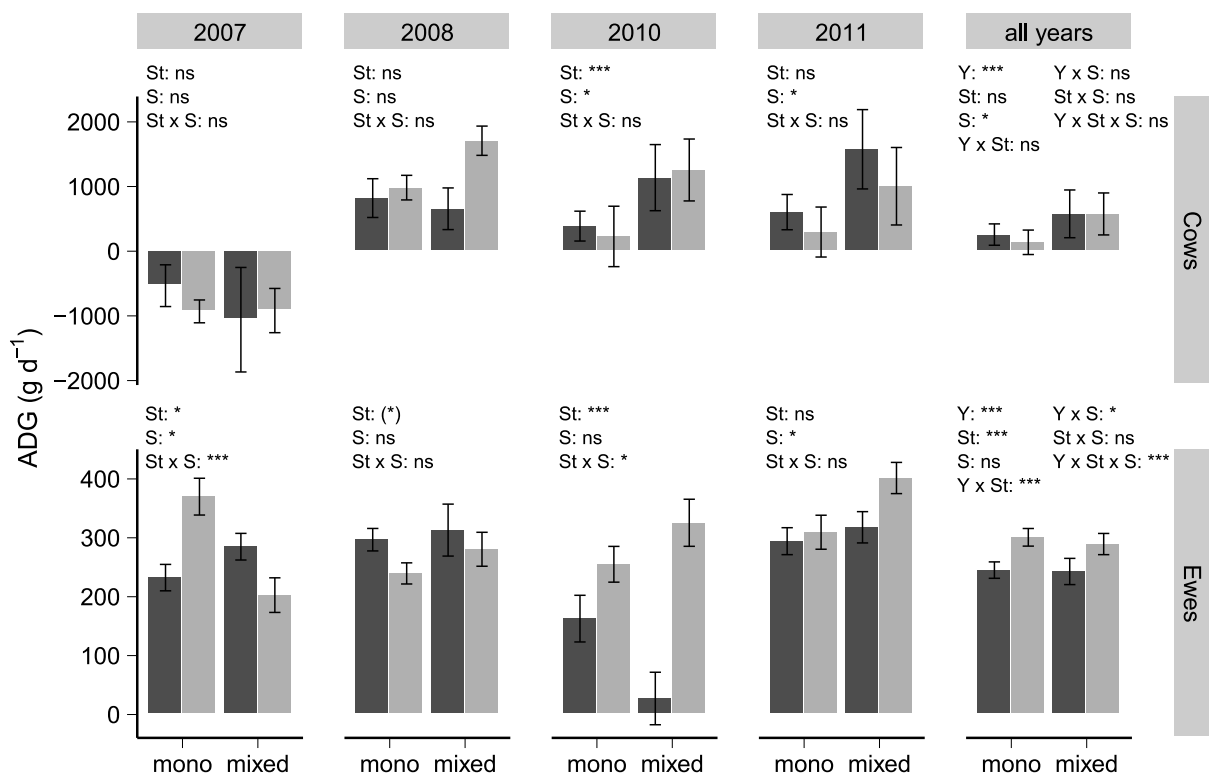 2007 2008 2010 2011 all years
St: ns St: ns St: *** St: ns Y: *** Y x S: ns
S: ns S: ns S: * S: * St: ns St x S: ns
St x S: ns St x S: ns St x S: ns St x S: ns S: * Y x St x S: ns
Y x St: ns
2000
1000
0
−1000
−2000
Cows
ADG (g d⁻¹)
St: * St: (*) St: *** St: ns Y: *** Y x S: *
S: * S: ns S: ns S: * St: *** St x S: ns
St x S: *** St x S: ns St x S: * St x S: ns S: ns Y x St x S: ***
Y x St: ***
400
300
200
100
0
Ewes
mono mixed mono mixed mono mixed mono mixed mono mixed